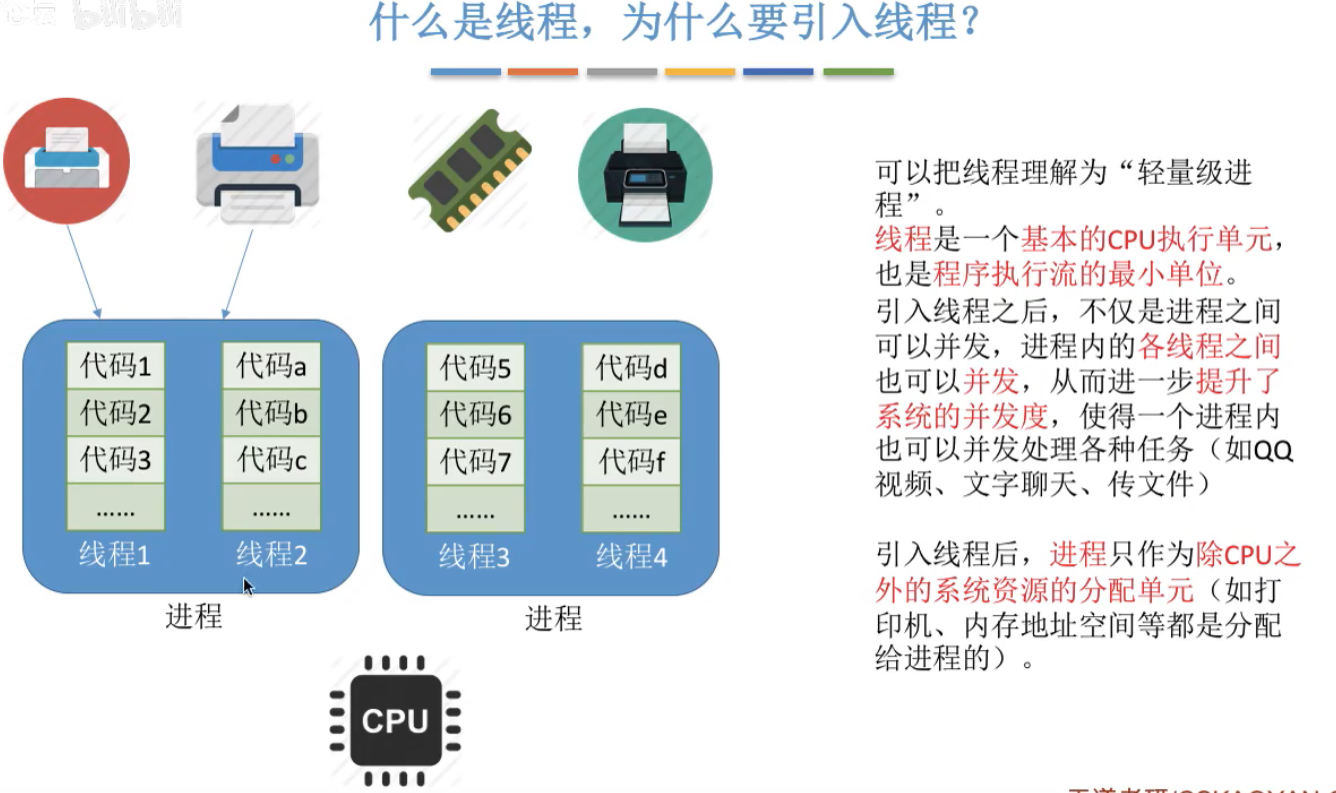 bilibili
什么是线程，为什么要引入线程？
可以把线程理解为“轻量级进
程”。
线程是一个基本的CPU执行单元，
也是程序执行流的最小单位。
引入线程之后，不仅是进程之间
可以并发，进程内的各线程之间
也可以并发，从而进一步提升了
系统的并发度，使得一个进程内
也可以并发处理各种任务（如QQ
视频、文字聊天、传文件）
引入线程后，进程只作为除CPU之
外的系统资源的分配单元（如打
印机、内存地址空间等都是分配
给进程的）。
代码1
代码2
代码3
……
线程1
代码a
代码b
代码c
……
线程2
进程
代码5
代码6
代码7
……
线程3
代码d
代码e
代码f
……
线程4
进程
CPU